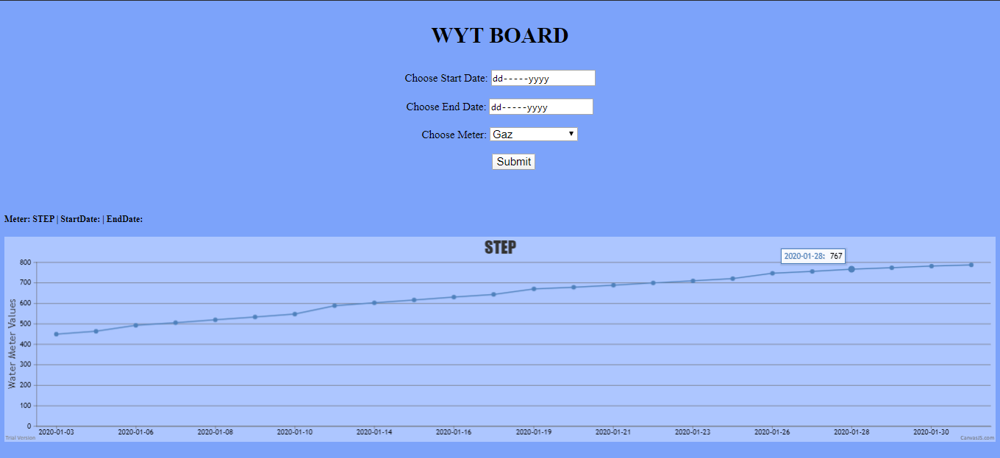 WYT BOARD
Choose Start Date: dd-----yyyy
Choose End Date: dd-----yyyy
Choose Meter: Gaz
Submit
Meter: STEP | StartDate: | EndDate:
STEP
2020-01-28: 767
Water Meter Values
800
700
600
500
400
300
200
100
0
2020-01-03 2020-01-06 2020-01-08 2020-01-10 2020-01-14 2020-01-16 2020-01-19 2020-01-21 2020-01-23 2020-01-26 2020-01-28 2020-01-30
Trial Version CanvasJS.com